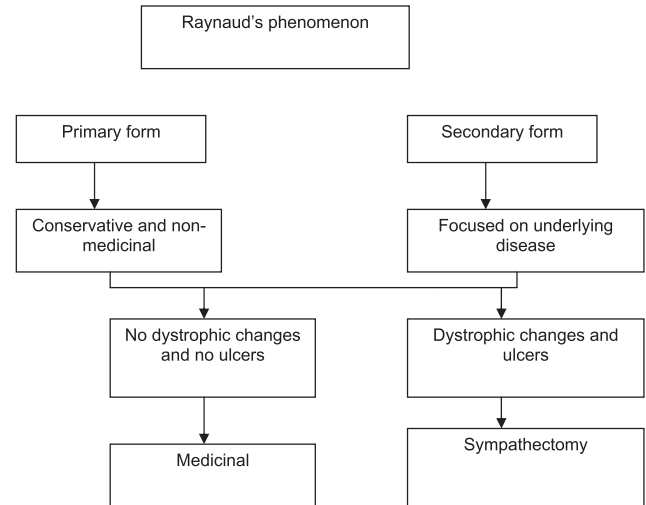 Raynaud's phenomenon
Primary form
Secondary form
Conservative and non-
medicinal
Focused on underlying
disease
No dystrophic changes
and no ulcers
Dystrophic changes and
ulcers
Medicinal
Sympathectomy